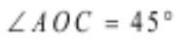 ∠AOC = 45°